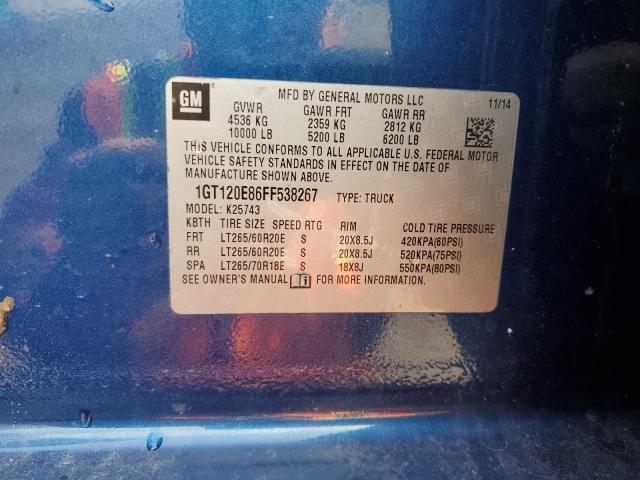 GM
MFD BY GENERAL MOTORS LLC
11/14
GVWR GAWR FRT GAWR RR
4536 KG 2359 KG 2812 KG
10000 LB 5200 LB 6200 LB
THIS VEHICLE CONFORMS TO ALL APPLICABLE U.S. FEDERAL MOTOR
VEHICLE SAFETY STANDARDS IN EFFECT ON THE DATE OF
MANUFACTURE SHOWN ABOVE.
1GT120E86FF538267 TYPE: TRUCK
MODEL: K25743
KBTH TIRE SIZE SPEED RTG RIM COLD TIRE PRESSURE
FRT LT265/60R20E S 20X8.5J 420KPA(60PSI)
RR LT265/60R20E S 20X8.5J 520KPA(75PSI)
SPA LT265/70R18E S 18X8J 550KPA(80PSI)
SEE OWNER'S MANUAL FOR MORE INFORMATION.